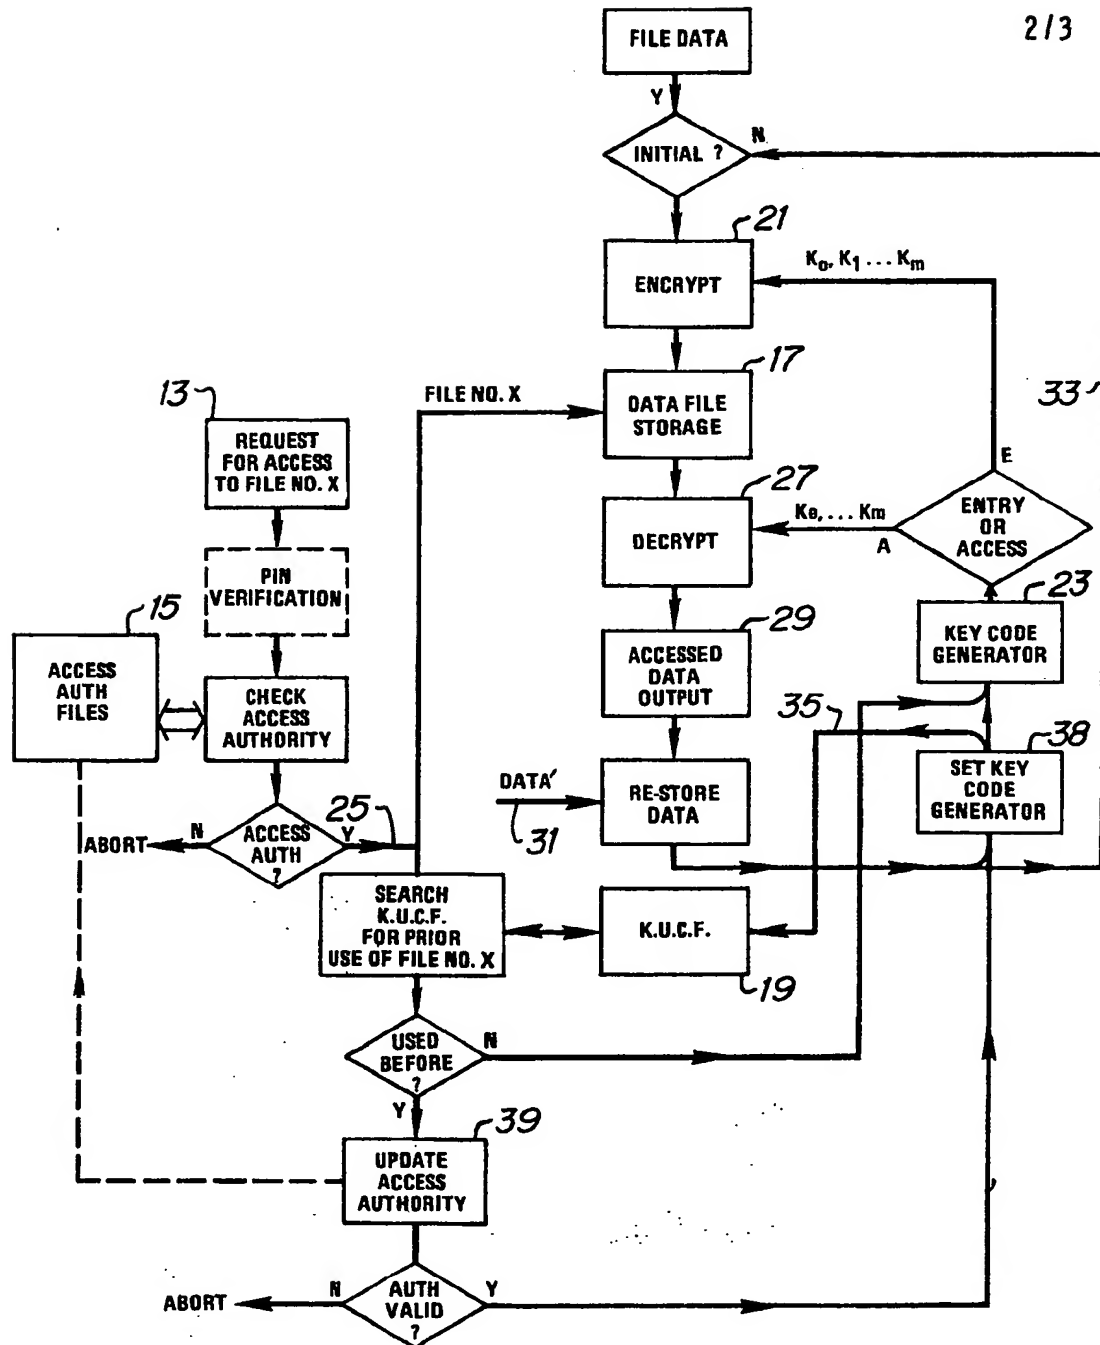 FILE DATA
2/3
Y
N
INITIAL ?
21
ENCRYPT
K₀, K₁ ... Kₘ
17
13
FILE NO. X
DATA FILE
STORAGE
33'
REQUEST
FOR ACCESS
TO FILE NO. X
E
27
K₀, ... Kₘ
A
ENTRY
OR
ACCESS
DECRYPT
PIN
VERIFICATION
15
29
23
ACCESS
AUTH
FILES
CHECK
ACCESS
AUTHORITY
ACCESSED
DATA
OUTPUT
KEY CODE
GENERATOR
35
38
DATA'
31
RE-STORE
DATA
SET KEY
CODE
GENERATOR
25
ABORT
N
ACCESS
AUTH
?
Y
SEARCH
K.U.C.F.
FOR PRIOR
USE OF FILE NO. X
K.U.C.F.
19
USED
BEFORE
?
N
Y
39
UPDATE
ACCESS
AUTHORITY
ABORT
N
AUTH
VALID
?
Y